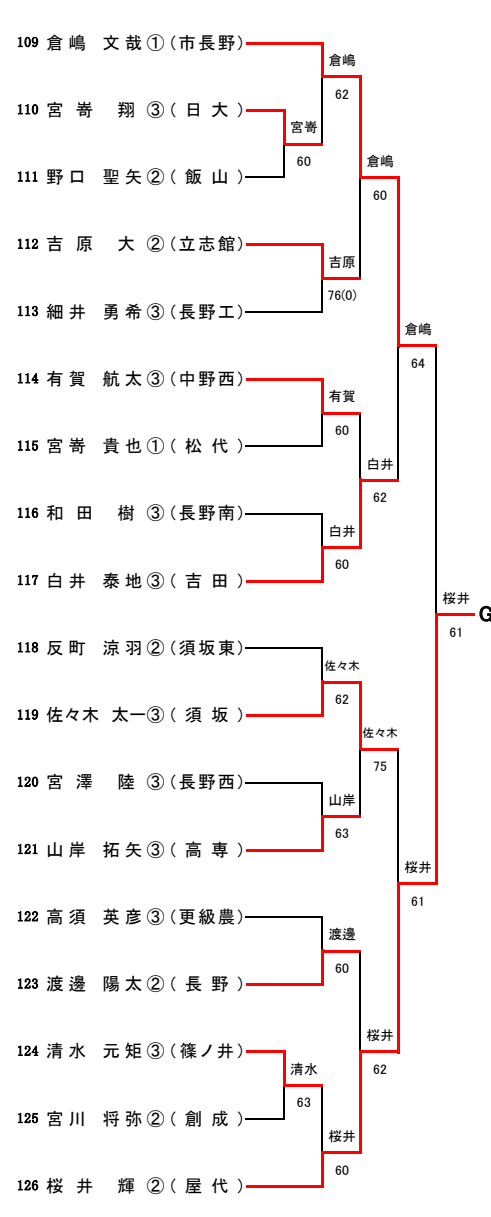 109 倉嶋 文哉①(市長野)
倉嶋
62
110 宮嵜 翔③(日大)
宮嵜
60
111 野口 聖矢②(飯山)
倉嶋
60
112 吉原 大②(立志館)
吉原
76(0)
113 細井 勇希③(長野工)
倉嶋
64
114 有賀 航太③(中野西)
有賀
60
115 宮嵜 貴也①(松代)
白井
62
116 和田 樹③(長野南)
白井
60
117 白井 泰地③(吉田)
桜井
61
G
118 反町 涼羽②(須坂東)
佐々木
62
119 佐々木 太一③(須坂)
佐々木
75
120 宮澤 陸③(長野西)
山岸
63
121 山岸 拓矢③(高専)
桜井
61
122 高須 英彦③(更級農)
渡邊
60
123 渡邊 陽太②(長野)
桜井
62
124 清水 元矩③(篠ノ井)
清水
63
125 宮川 将弥②(創成)
桜井
60
126 桜井 輝②(屋代)